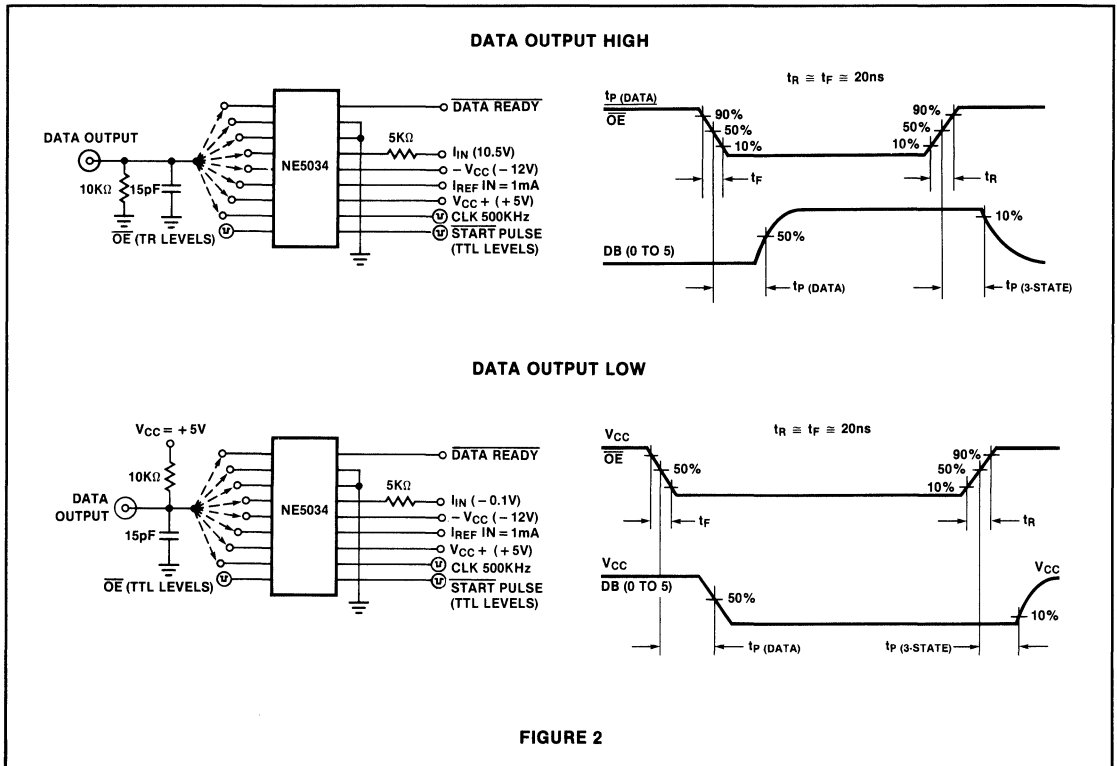 DATA OUTPUT HIGH
DATA OUTPUT
10KΩ
15pF
OE (TR LEVELS)
NE5034
DATA READY
5KΩ
IIN (10.5V)
- VCC (- 12V)
IREF IN = 1mA
VCC + (+ 5V)
CLK 500KHz
START PULSE
(TTL LEVELS)
tR ≅ tF ≅ 20ns
tP (DATA)
OE
90%
50%
10%
tF
90%
50%
10%
tR
DB (0 TO 5)
50%
tP (DATA)
10%
tP (3-STATE)
DATA OUTPUT LOW
VCC = + 5V
10KΩ
DATA
OUTPUT
15pF
OE (TTL LEVELS)
NE5034
DATA READY
5KΩ
IIN (- 0.1V)
- VCC (- 12V)
IREF IN = 1mA
VCC + (+ 5V)
CLK 500KHz
START PULSE
(TTL LEVELS)
tR ≅ tF ≅ 20ns
VCC
OE
50%
tF
90%
50%
10%
tR
VCC
DB (0 TO 5)
50%
tP (DATA)
tP (3-STATE)
VCC
10%
FIGURE 2